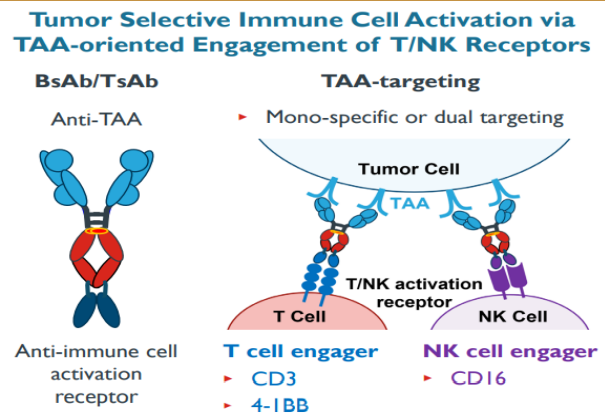 Tumor Selective Immune Cell Activation via
TAA-oriented Engagement of T/NK Receptors
BsAb/TsAb
Anti-TAA
Anti-immune cell
activation
receptor
TAA-targeting
► Mono-specific or dual targeting
Tumor Cell
TAA
T/NK activation
receptor
T Cell
NK Cell
T cell engager
► CD3
► 4-1BB
NK cell engager
► CD16